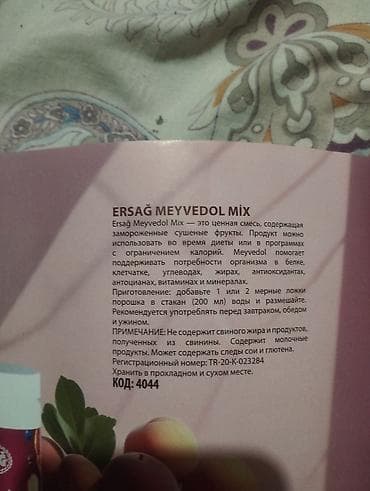 ERSAĞ MEYVEDOL MİX
Ersağ Meyvedol Mix — это ценная смесь, содержащая
замороженные сушеные фрукты. Продукт можно
использовать во время диеты или в программах
с ограничением калорий. Meyvedol помогает
поддерживать потребности организма в белке,
клетчатке, углеводах, жирах, антиоксидантах,
антоцианах, витаминах и минералах.
Приготовление: добавьте 1 или 2 мерные ложки
порошка в стакан (200 мл) воды и размешайте.
Рекомендуется употреблять перед завтраком, обедом
и ужином.
ПРИМЕЧАНИЕ: Не содержит свиного жира и продуктов,
полученных из свинины. Содержит молочные
продукты. Может содержать следы сои и глютена.
Регистрационный номер: TR-20-K-023284
Хранить в прохладном и сухом месте.
КОД: 4044